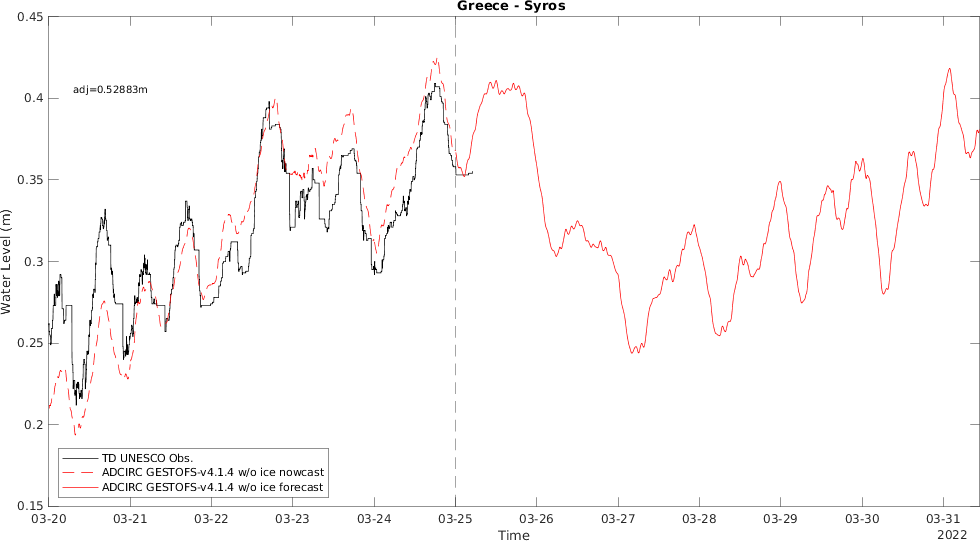 Greece - Syros
0.45
0.4
0.35
0.3
0.25
0.2
0.15
Water Level (m)
adj=0.52883m
TD UNESCO Obs.
ADCIRC GESTOFS-v4.1.4 w/o ice nowcast
ADCIRC GESTOFS-v4.1.4 w/o ice forecast
03-20 03-21 03-22 03-23 03-24 03-25 03-26 03-27 03-28 03-29 03-30 03-31
Time
2022